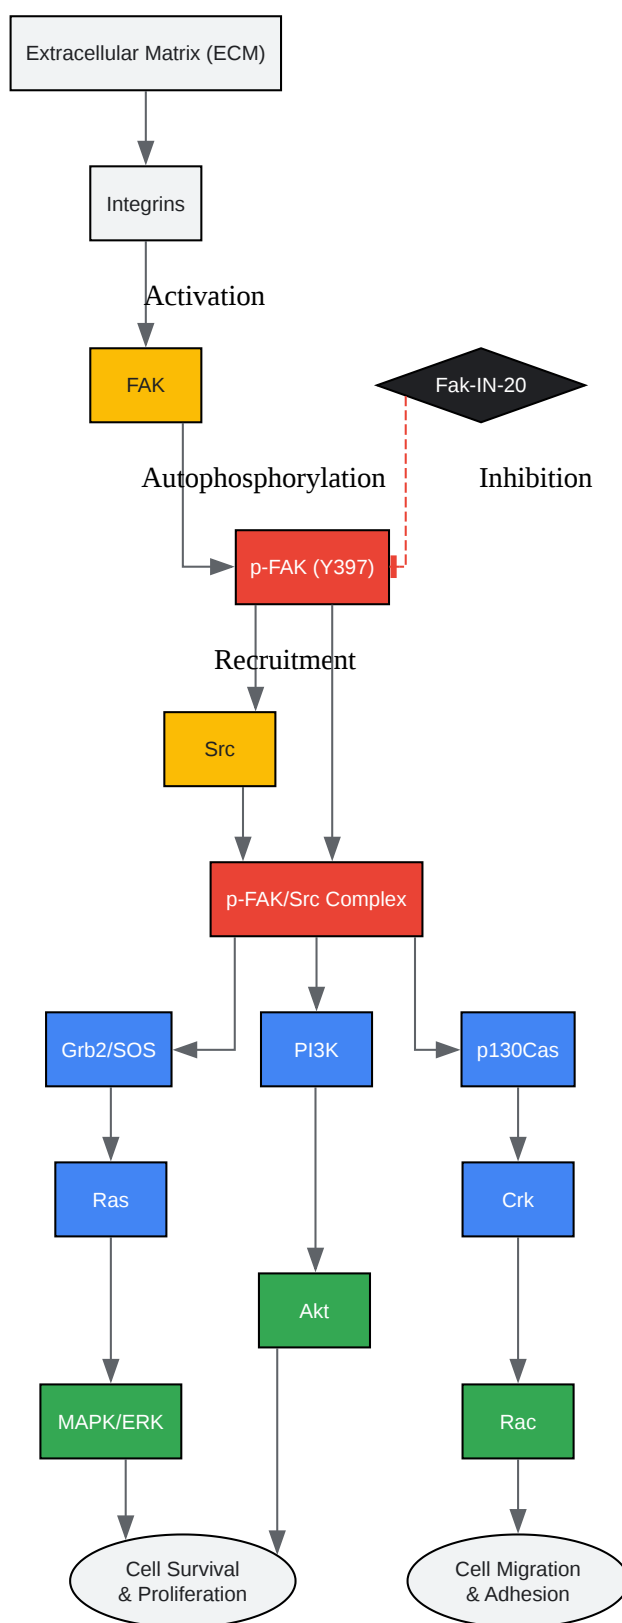 Extracellular Matrix (ECM)
Integrins
Activation
FAK
Fak-IN-20
Autophosphorylation
Inhibition
p-FAK (Y397)
Recruitment
Src
p-FAK/Src Complex
Grb2/SOS
PI3K
p130Cas
Ras
Crk
Akt
MAPK/ERK
Rac
Cell Survival
& Proliferation
Cell Migration
& Adhesion